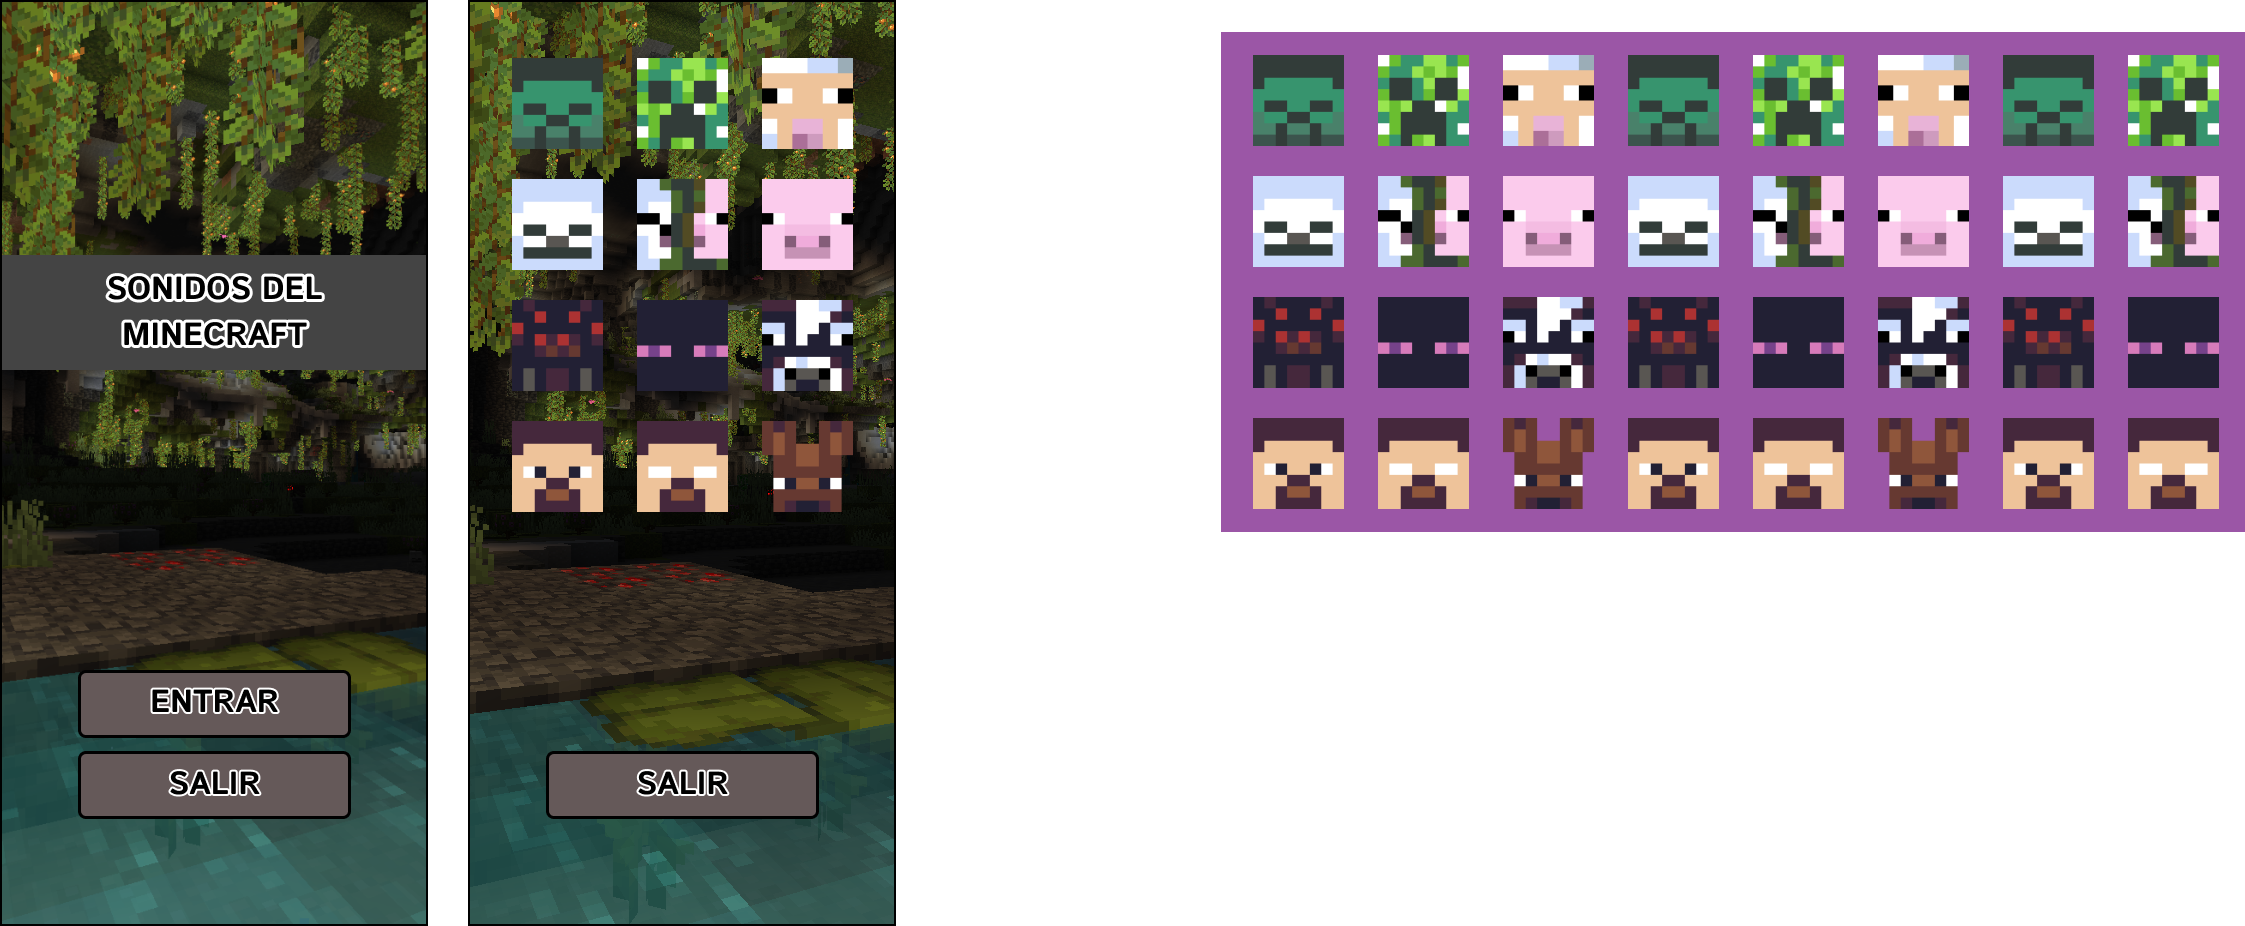 SONIDOS DEL
MINECRAFT
ENTRAR
SALIR
SALIR